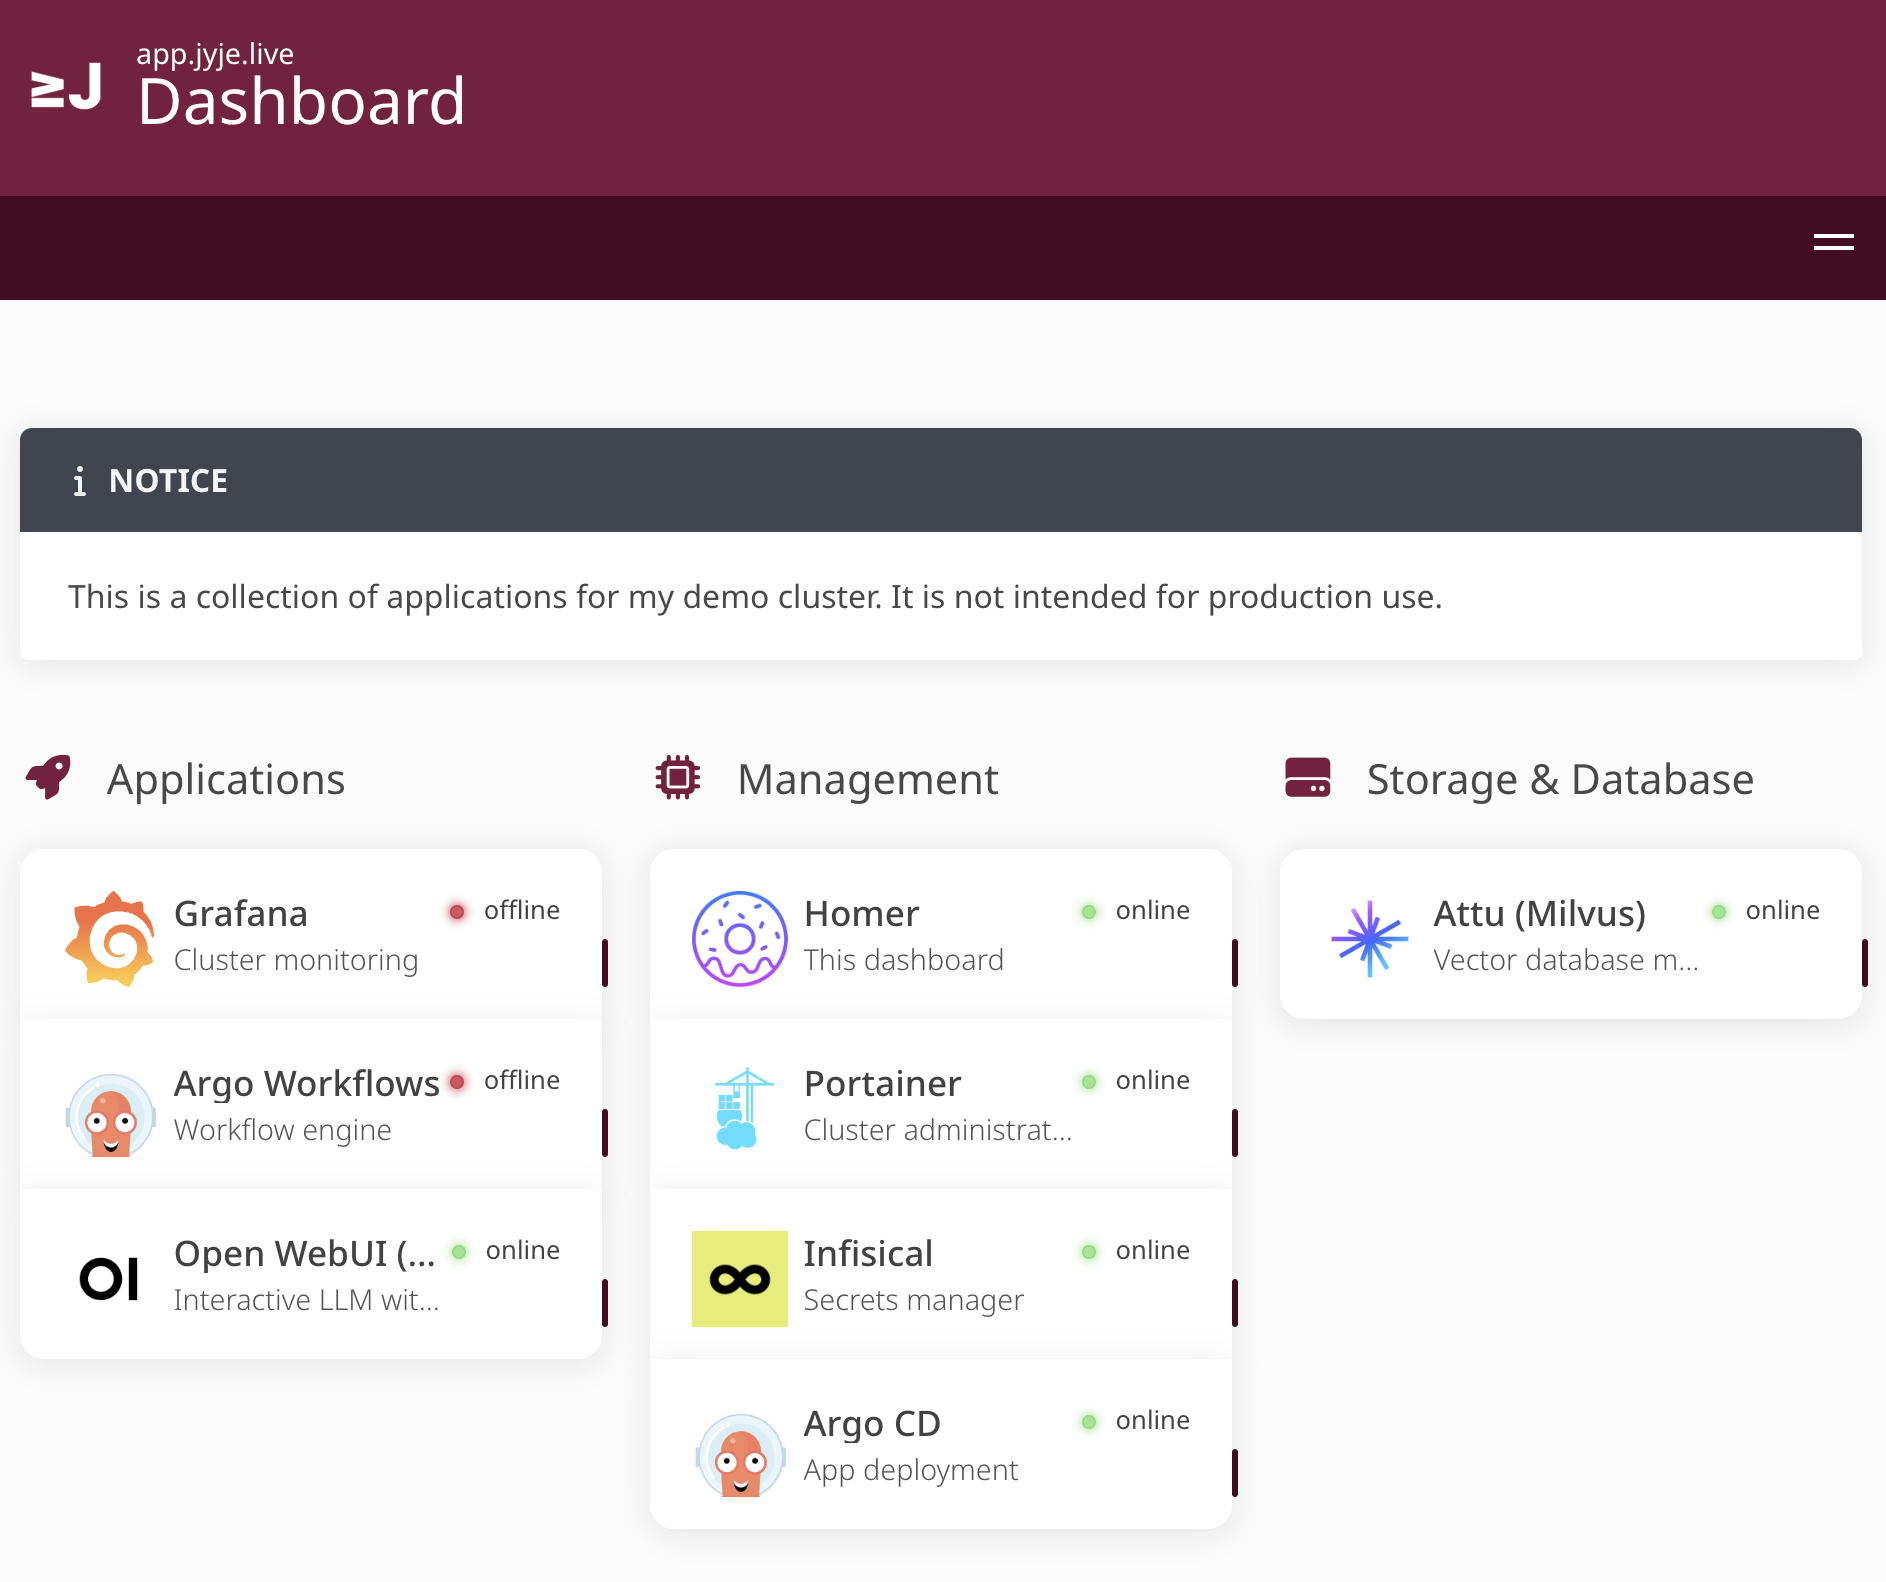 ≥J
app.jyje.live
Dashboard
NOTICE
This is a collection of applications for my demo cluster. It is not intended for production use.
Applications
Grafana
offline
Cluster monitoring
Argo Workflows
offline
Workflow engine
OI
Open WebUI (...
online
Interactive LLM wit...
Management
Homer
online
This dashboard
Portainer
online
Cluster administrat...
Infisical
online
Secrets manager
Argo CD
online
App deployment
Storage & Database
Attu (Milvus)
online
Vector database m...